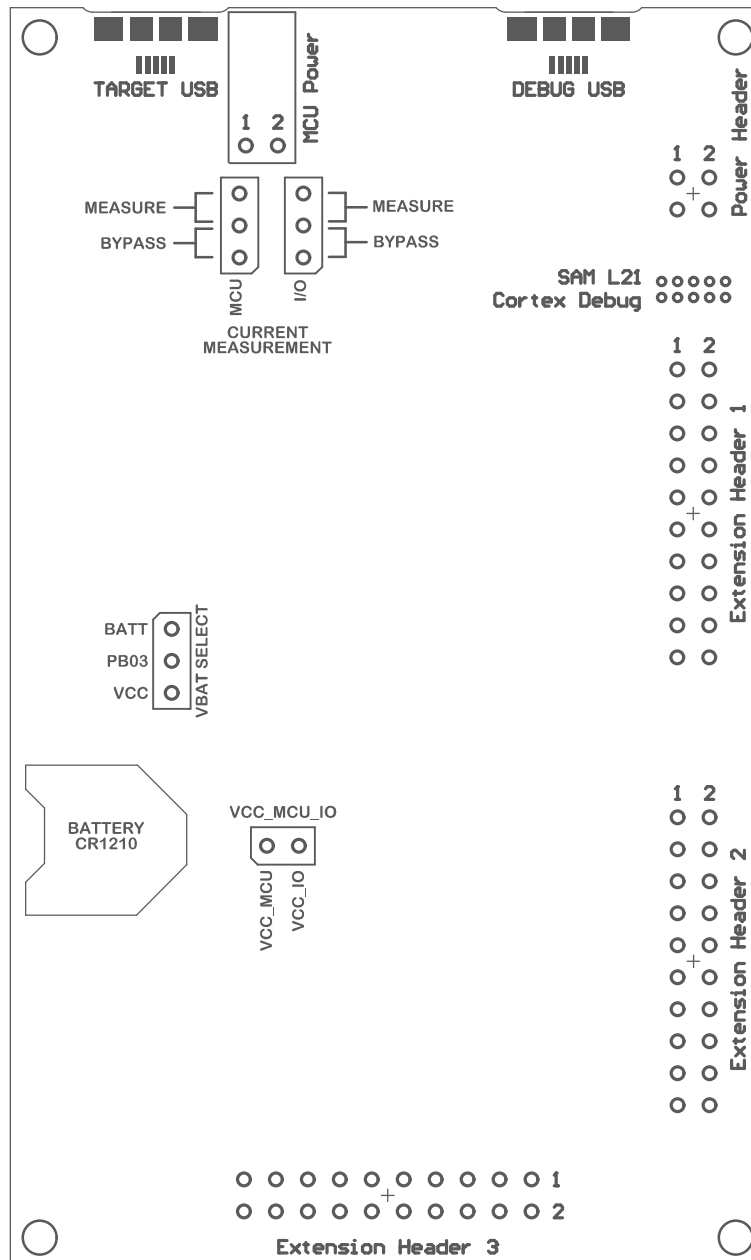 TARGET USB
DEBUG USB
MCU Power
1 2
Power Header
1 2
MEASURE
MEASURE
BYPASS
BYPASS
MCU
I/O
CURRENT
MEASUREMENT
SAM L21
Cortex Debug
1 2
Extension Header 1
BATT
PB03
VCC
VBAT SELECT
BATTERY
CR1210
VCC_MCU_IO
VCC_MCU
VCC_IO
1 2
Extension Header 2
1
2
Extension Header 3